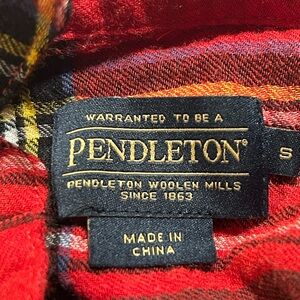 WARRANTED TO BE A
PENDLETON®
PENDLETON WOOLEN MILLS
SINCE 1863
S
MADE IN
CHINA